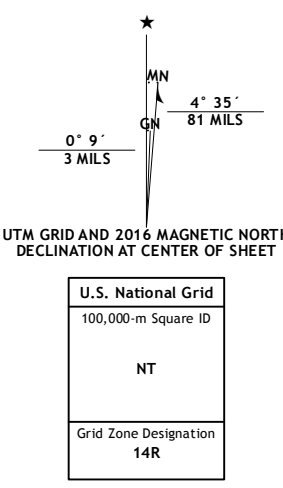 MN
4° 35´
81 MILS
GN
0° 9´
3 MILS
UTM GRID AND 2016 MAGNETIC NORTH
DECLINATION AT CENTER OF SHEET
U.S. National Grid
100,000-m Square ID
NT
Grid Zone Designation
14R